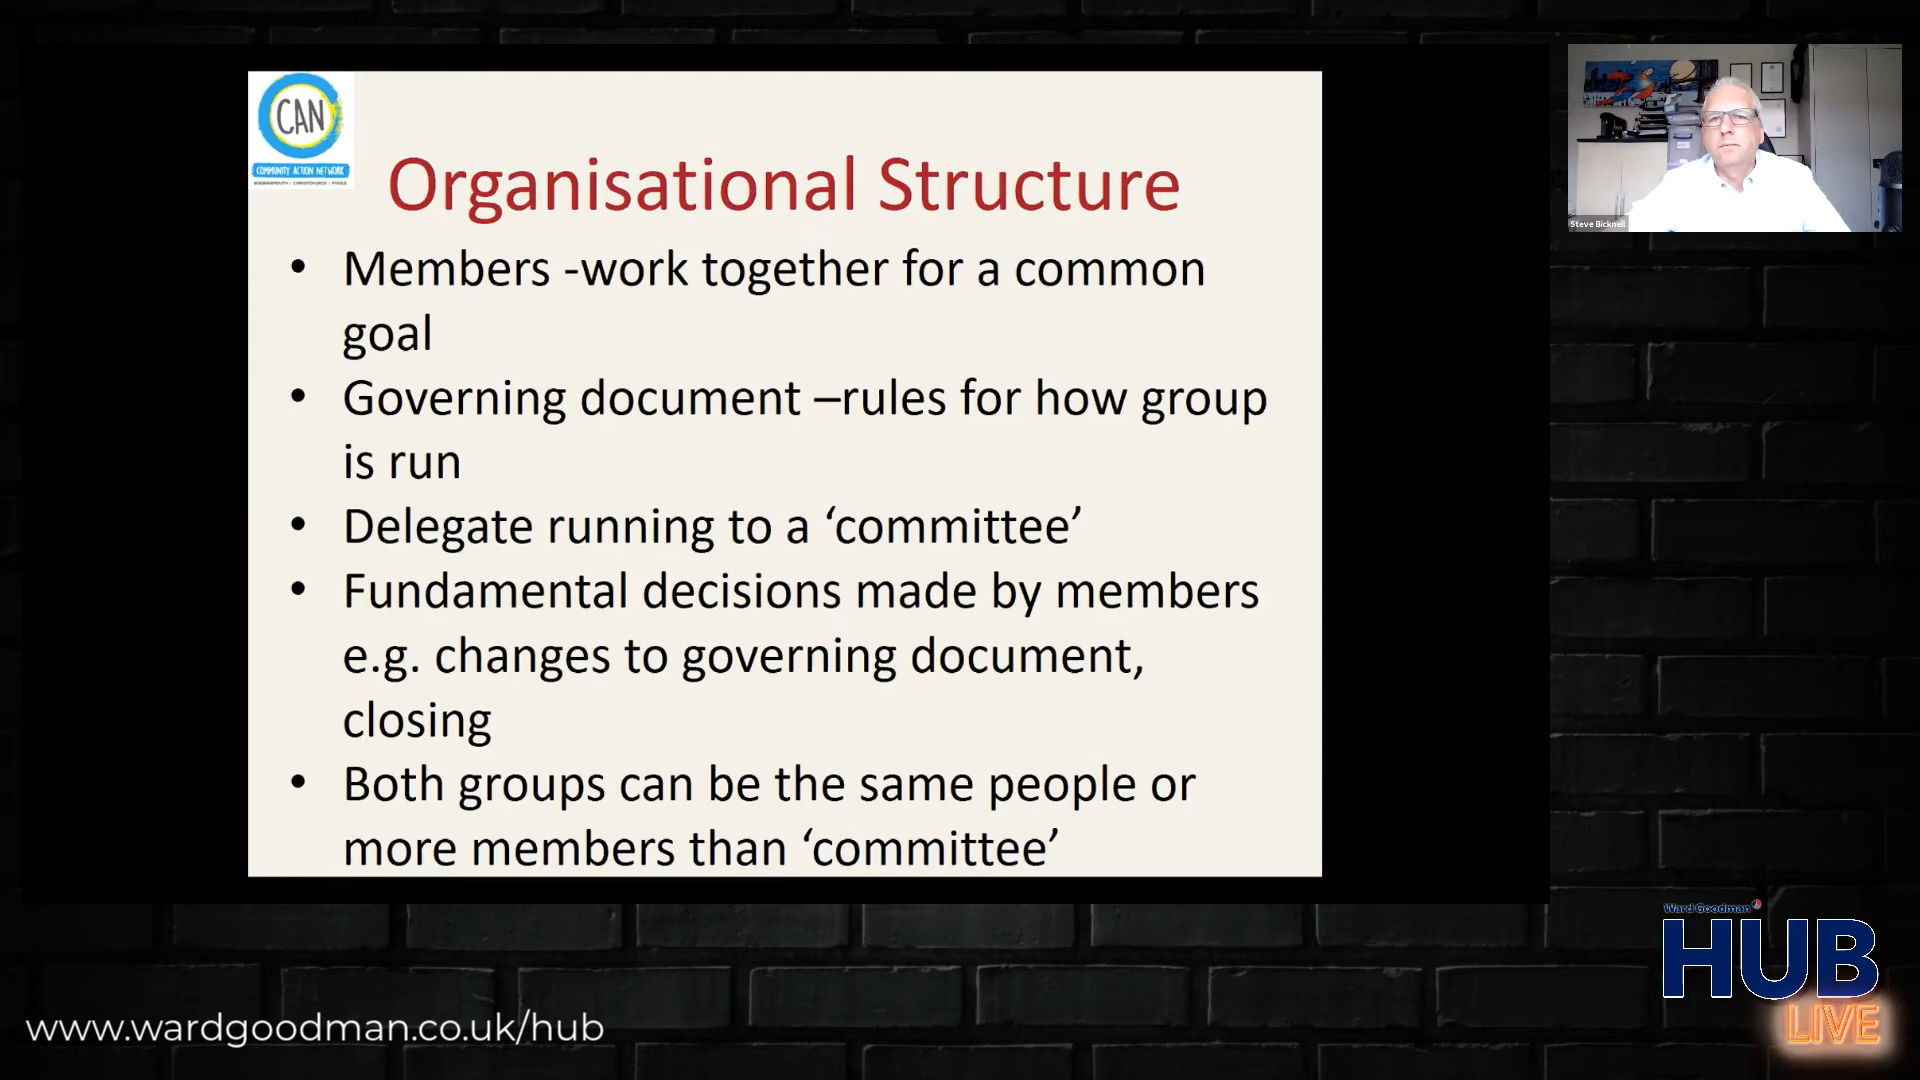 CAN
COMMUNITY ACTION NETWORK
BOURNEMOUTH | CHRISTCHURCH | POOLE
Organisational Structure
• Members -work together for a common
goal
• Governing document –rules for how group
is run
• Delegate running to a ‘committee’
• Fundamental decisions made by members
e.g. changes to governing document,
closing
• Both groups can be the same people or
more members than ‘committee’
Steve Bicknell
Ward Goodman
HUB
LIVE
www.wardgoodman.co.uk/hub